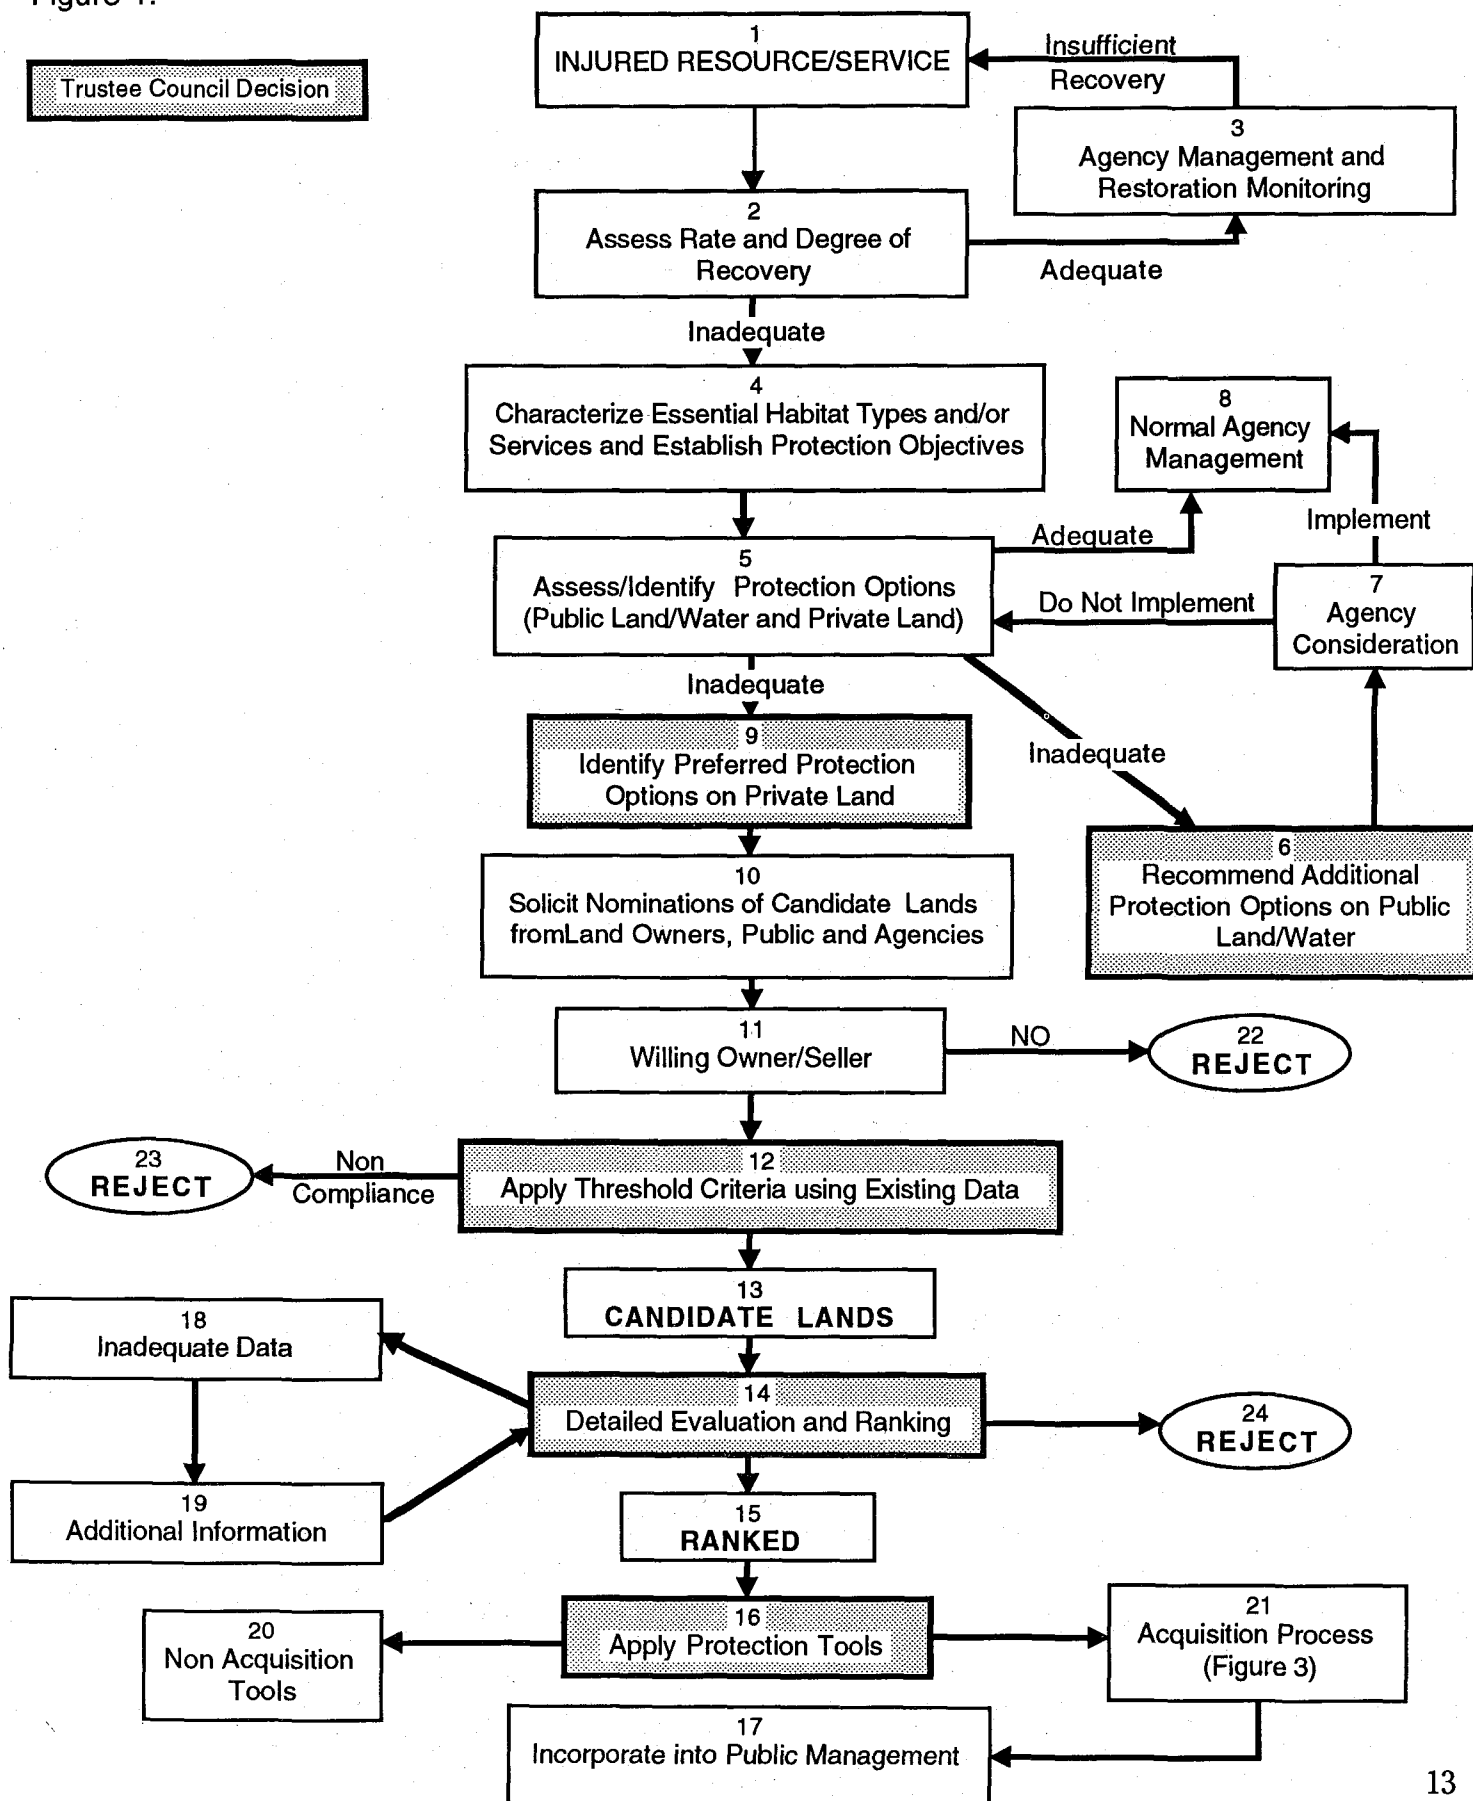 Figure 1.
Trustee Council Decision
1
INJURED RESOURCE/SERVICE
Insufficient
Recovery
3
Agency Management and
Restoration Monitoring
2
Assess Rate and Degree of
Recovery
Adequate
Inadequate
4
Characterize Essential Habitat Types and/or
Services and Establish Protection Objectives
8
Normal Agency
Management
Implement
Adequate
5
Assess/Identify Protection Options
(Public Land/Water and Private Land)
Do Not Implement
7
Agency
Consideration
Inadequate
9
Identify Preferred Protection
Options on Private Land
Inadequate
6
Recommend Additional
Protection Options on Public
Land/Water
10
Solicit Nominations of Candidate Lands
fromLand Owners, Public and Agencies
11
Willing Owner/Seller
NO
22
REJECT
23
REJECT
Non
Compliance
12
Apply Threshold Criteria using Existing Data
13
CANDIDATE LANDS
18
Inadequate Data
14
Detailed Evaluation and Ranking
24
REJECT
19
Additional Information
15
RANKED
20
Non Acquisition
Tools
16
Apply Protection Tools
21
Acquisition Process
(Figure 3)
17
Incorporate into Public Management
13